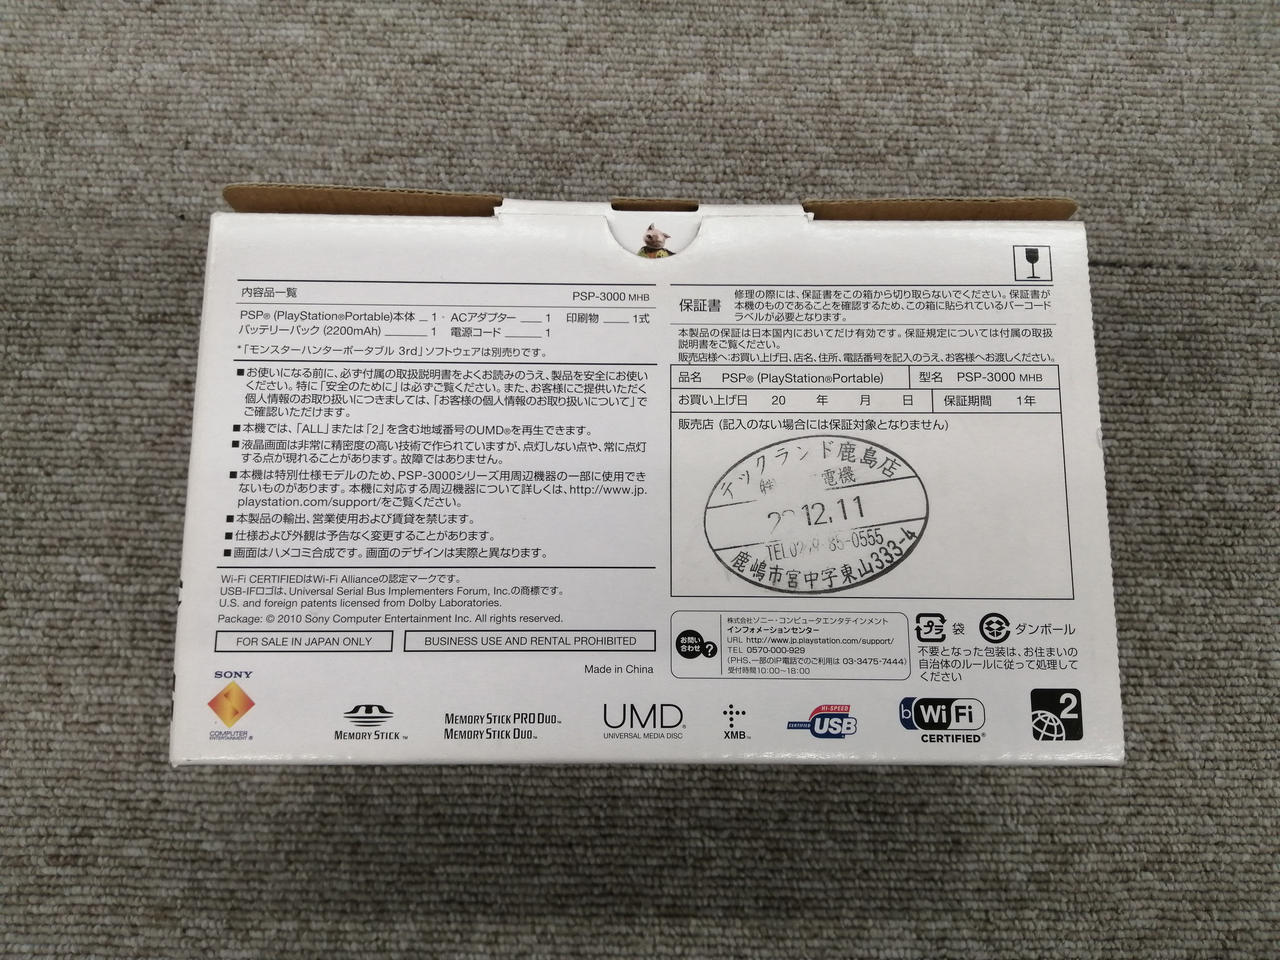 内容品一覧 PSP-3000 MHB
PSP® (PlayStation®Portable)本体 1・ACアダプター 1 印刷物 1式
バッテリーパック (2200mAh) 1 電源コード 1
*「モンスターハンターポータブル 3rd」ソフトウェアは別売りです。
■お使いになる前に、必ず付属の取扱説明書をよくお読みのうえ、製品を安全にお使い
ください。特に「安全のために」は必ずご覧ください。また、お客様にご提供いただく
個人情報のお取り扱いにつきましては、「お客様の個人情報のお取り扱いについて」で
ご確認いただけます。
■本機では、「ALL」または「2」を含む地域番号のUMD®を再生できます。
■液晶画面は非常に精密度の高い技術で作られていますが、点灯しない点や、常に点灯
する点が現れることがあります。故障ではありません。
■本機は特別仕様モデルのため、PSP-3000シリーズ用周辺機器の一部に使用でき
ないものがあります。本機に対応する周辺機器について詳しくは、http://www.jp.
playstation.com/support/をご覧ください。
■本製品の輸出、営業使用および賃貸を禁じます。
■仕様および外観は予告なく変更することがあります。
■画面はハメコミ合成です。画面のデザインは実際と異なります。
Wi-Fi CERTIFIEDはWi-Fi Allianceの認定マークです。
USB-IFロゴは、Universal Serial Bus Implementers Forum, Inc.の商標です。
U.S. and foreign patents licensed from Dolby Laboratories.
Package: © 2010 Sony Computer Entertainment Inc. All rights reserved.
FOR SALE IN JAPAN ONLY
BUSINESS USE AND RENTAL PROHIBITED
Made in China
保証書
修理の際には、保証書をこの箱から切り取らないでください。保証書が
本機のものであることを確認するため、この箱に貼られているバーコード
ラベルが必要となります。
本製品の保証は日本国内においてだけ有効です。保証規定については付属の取扱
説明書をご覧ください。
販売店様へ:お買い上げ日、店名、住所、電話番号を記入のうえ、お客様へお渡しください。
品名 PSP® (PlayStation®Portable) 型名 PSP-3000 MHB
お買い上げ日 20 年 月 日 保証期間 1年
販売店 (記入のない場合には保証対象となりません)
テックランド鹿島店
㈱ 電機
12.11
85-0555
鹿嶋市宮中字東山333-4
お問い
合わせ ?
株式会社ソニー・コンピュータエンタテインメント
インフォメーションセンター
URL http://www.jp.playstation.com/support/
TEL 0570-000-929
(PHS、一部のIP電話でのご利用は 03-3475-7444)
受付時間10:00~18:00
プラ 袋 ダンボール
不要となった包装は、お住まいの
自治体のルールに従って処理して
ください
SONY
COMPUTER
ENTERTAINMENT®
MEMORY STICK™
MEMORY STICK PRO DUO™
MEMORY STICK DUO™
UMD®
UNIVERSAL MEDIA DISC
XMB™
HI-SPEED
CERTIFIED USB
b Wi Fi
CERTIFIED®
2